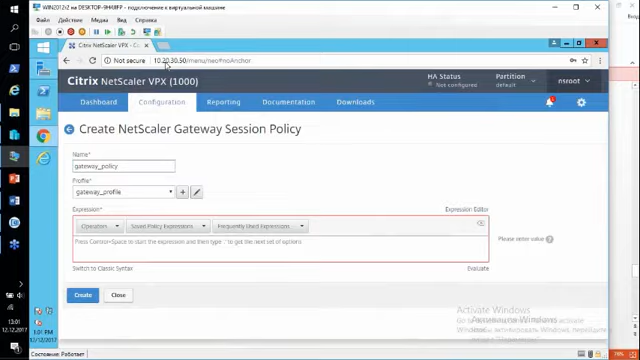 WIN2012v2 на DESKTOP-9H4I8FP - подключение к виртуальной машине
Файл Действие Медиа Вид Справка
Citrix NetScaler VPX - Co
Not secure 10.20.30.50/menu/neo#noAnchor
Citrix NetScaler VPX (1000)
HA Status
Not configured
Partition
default
nsroot
Dashboard Configuration Reporting Documentation Downloads
Create NetScaler Gateway Session Policy
Name*
gateway_policy
Profile*
gateway_profile
Expression*
Expression Editor
Operators Saved Policy Expressions Frequently Used Expressions
Press Control+Space to start the expression and then type '.' to get the next set of options
Please enter value
Switch to Classic Syntax
Evaluate
Create Close
Activate Windows
Активация Windows
13:01
12.12.2017
1:01 PM
12/12/2017
Состояние: Работает